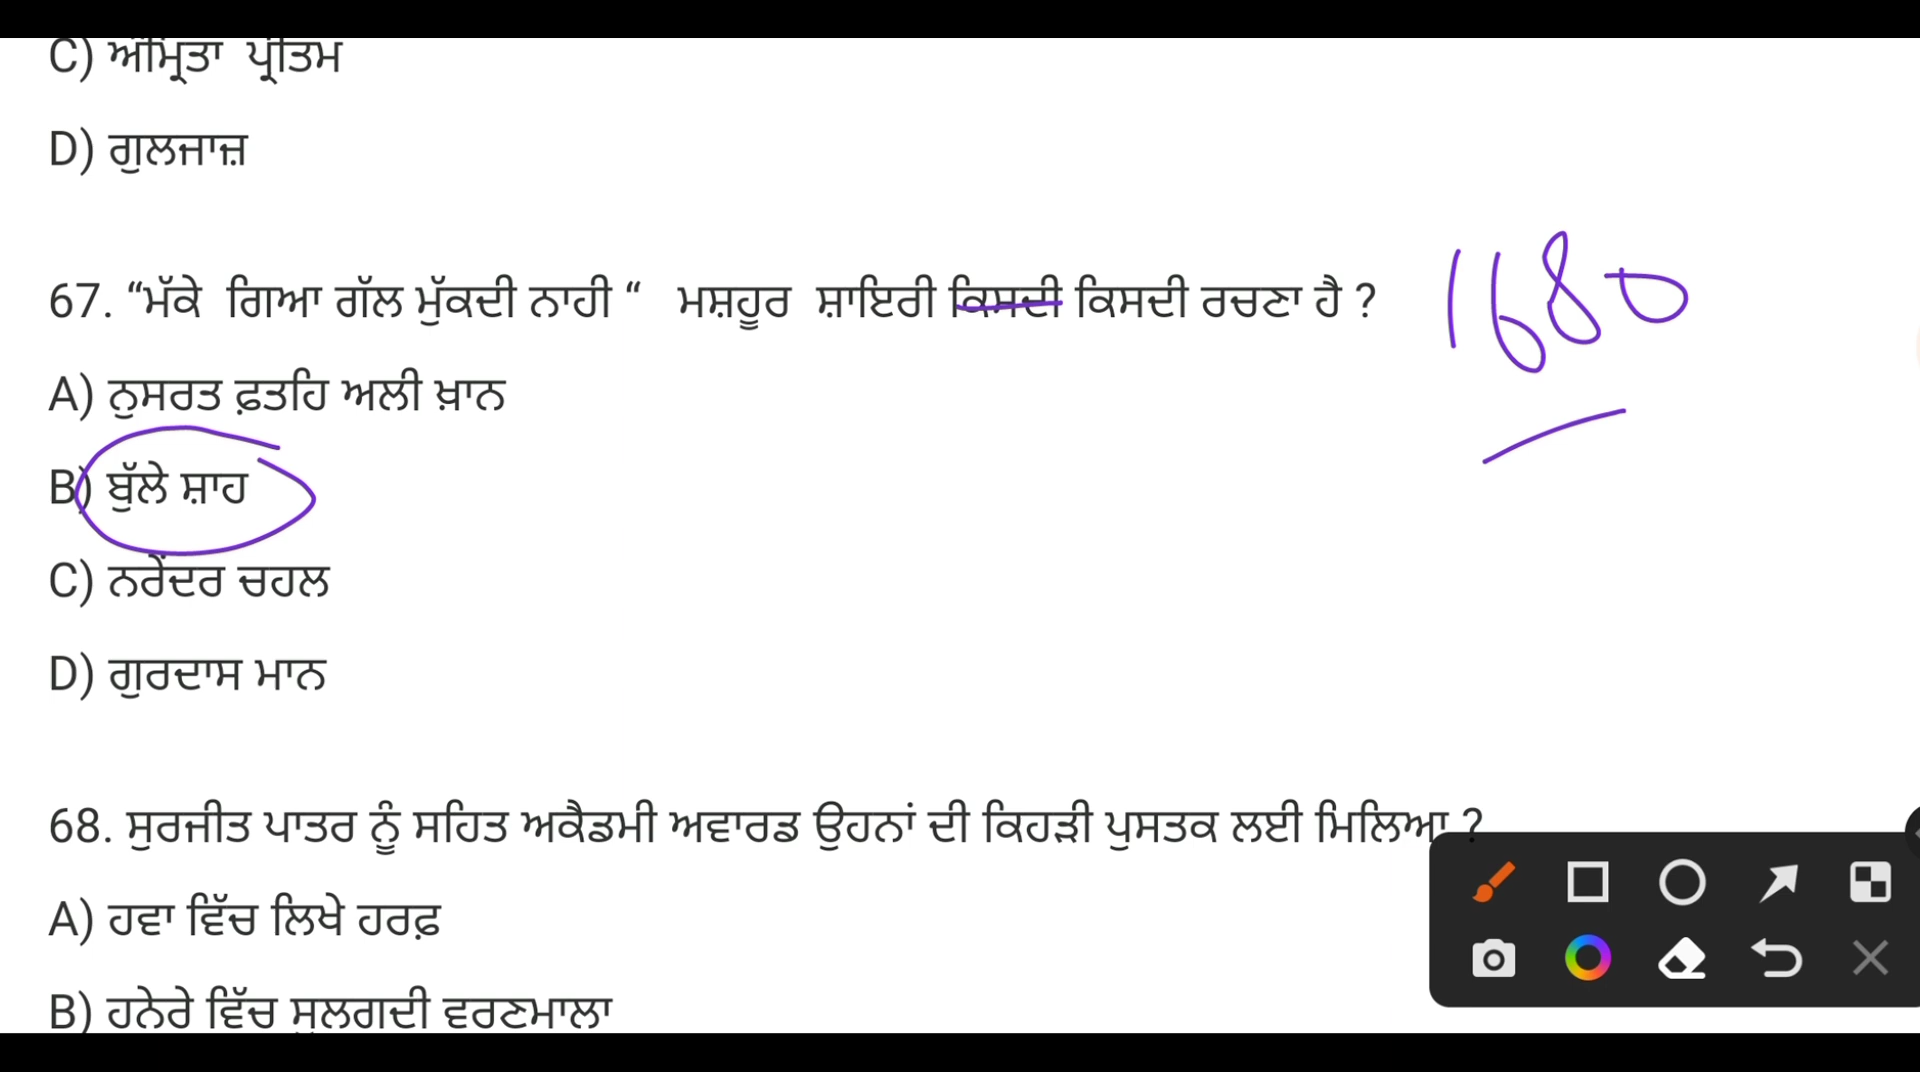 C) ਅੰਮ੍ਰਿਤਾ ਪ੍ਰੀਤਮ
D) ਗੁਲਜਾਜ਼
67. “ਮੱਕੇ ਗਿਆ ਗੱਲ ਮੁੱਕਦੀ ਨਾਹੀ “ ਮਸ਼ਹੂਰ ਸ਼ਾਇਰੀ ਕਿਸਦੀ ਕਿਸਦੀ ਰਚਣਾ ਹੈ ? 1680
A) ਨੁਸਰਤ ਫ਼ਤਹਿ ਅਲੀ ਖ਼ਾਨ
B) ਬੁੱਲੇ ਸ਼ਾਹ
C) ਨਰੇਂਦਰ ਚਹਲ
D) ਗੁਰਦਾਸ ਮਾਨ
68. ਸੁਰਜੀਤ ਪਾਤਰ ਨੂੰ ਸਹਿਤ ਅਕੈਡਮੀ ਅਵਾਰਡ ਉਹਨਾਂ ਦੀ ਕਿਹੜੀ ਪੁਸਤਕ ਲਈ ਮਿਲਿਆ ?
A) ਹਵਾ ਵਿੱਚ ਲਿਖੇ ਹਰਫ਼
B) ਹਨੇਰੇ ਵਿੱਚ ਸੁਲਗਦੀ ਵਰਣਮਾਲਾ